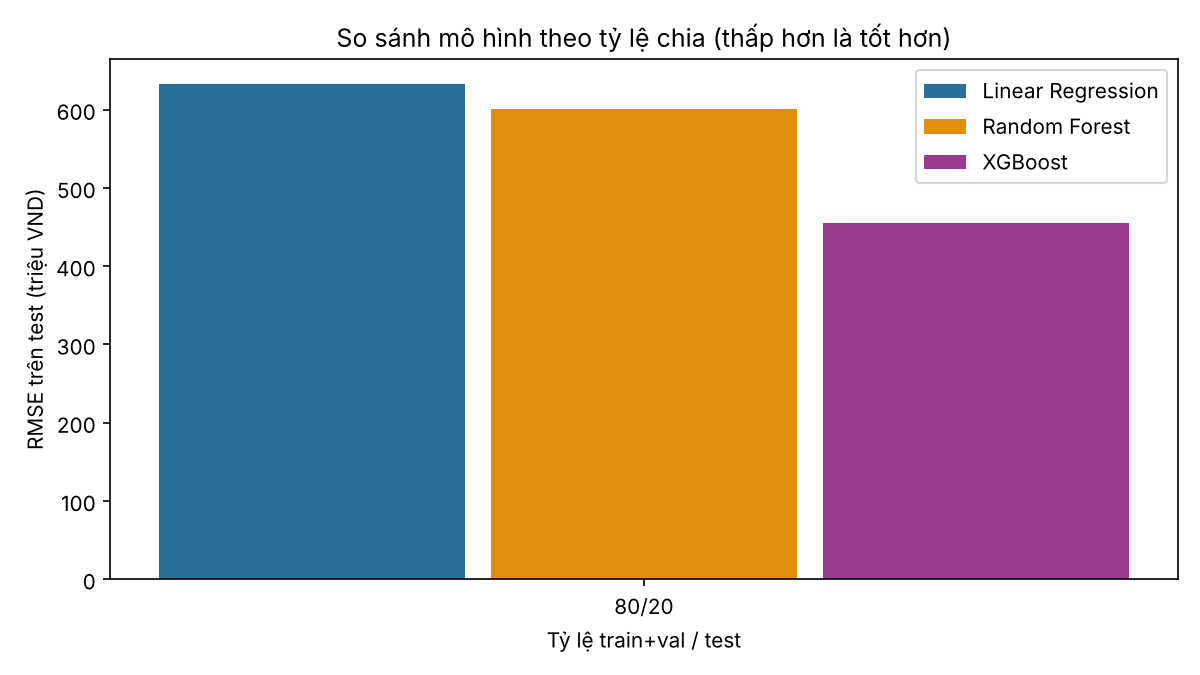 So sánh mô hình theo tỷ lệ chia (thấp hơn là tốt hơn)
Linear Regression
Random Forest
XGBoost
RMSE trên test (triệu VND)
600
500
400
300
200
100
0
80/20
Tỷ lệ train+val / test